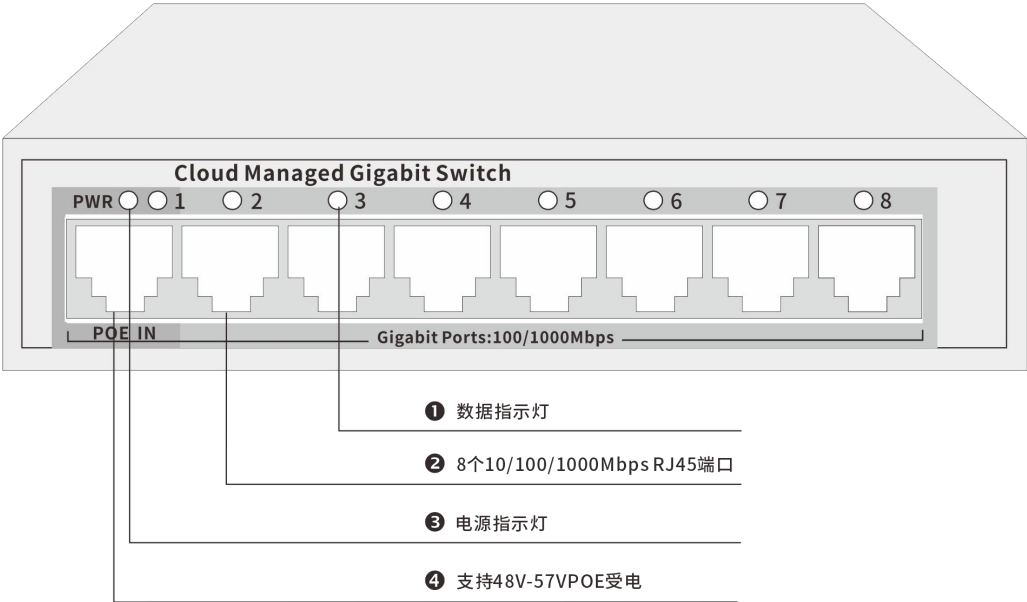 Cloud Managed Gigabit Switch
PWR 1 2 3 4 5 6 7 8
POE IN
Gigabit Ports:100/1000Mbps
❶ 数据指示灯
❷ 8个10/100/1000Mbps RJ45端口
❸ 电源指示灯
❹ 支持48V-57VPOE受电